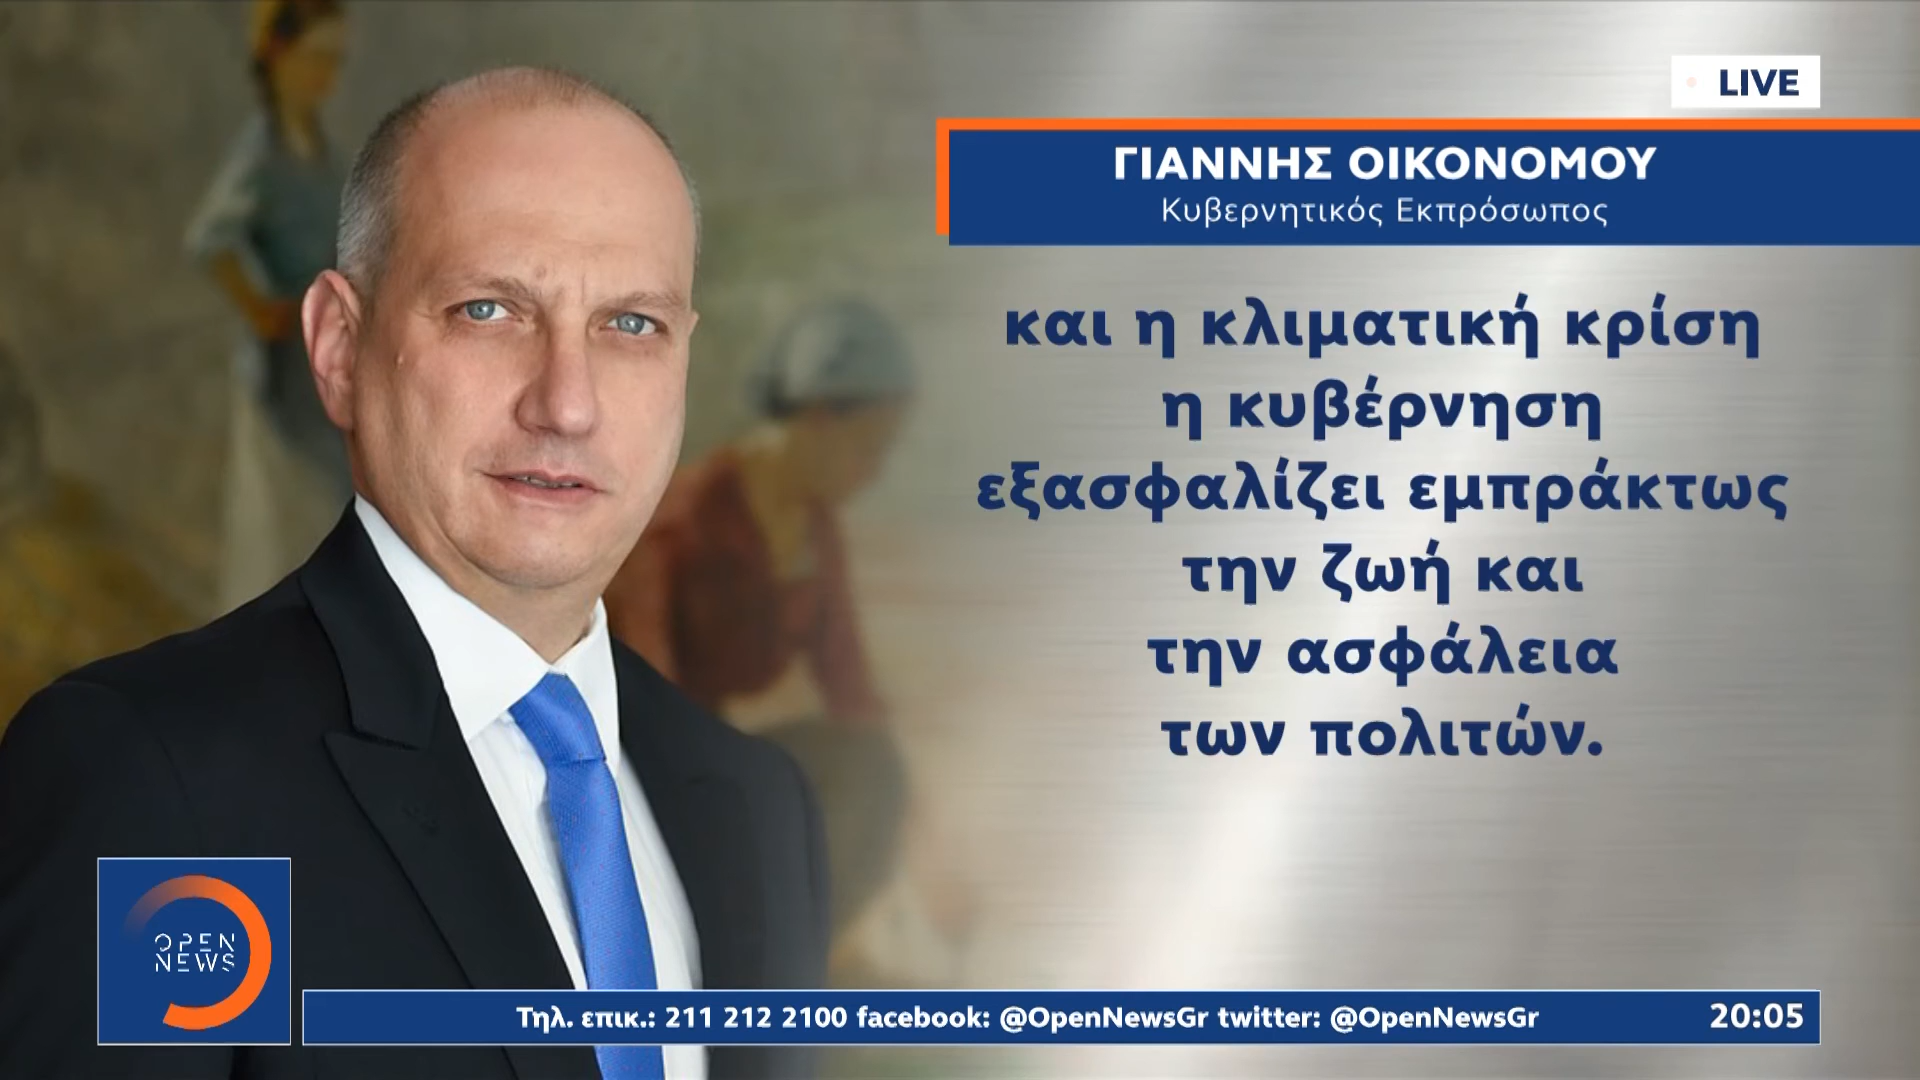 LIVE
ΓΙΑΝΝΗΣ ΟΙΚΟΝΟΜΟΥ
Κυβερνητικός Εκπρόσωπος
και η κλιματική κρίση
η κυβέρνηση
εξασφαλίζει εμπράκτως
την ζωή και
την ασφάλεια
των πολιτών.
OPEN
NEWS
Τηλ. επικ.: 211 212 2100 facebook: @OpenNewsGr twitter: @OpenNewsGr
20:05